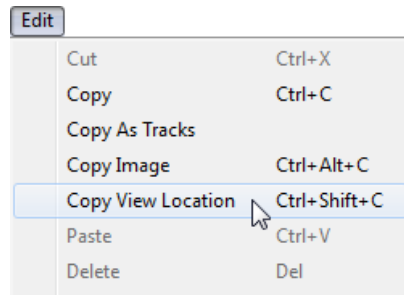 Edit
Cut Ctrl+X
Copy Ctrl+C
Copy As Tracks
Copy Image Ctrl+Alt+C
Copy View Location Ctrl+Shift+C
Paste Ctrl+V
Delete Del